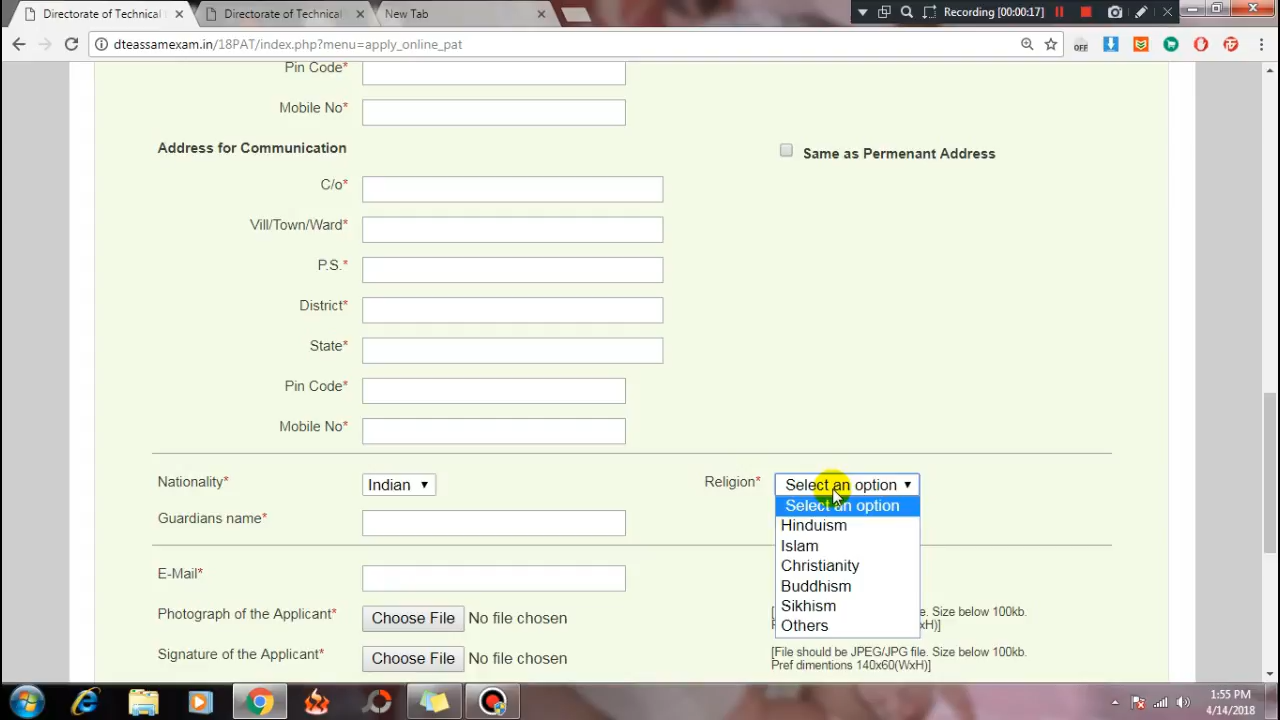 Directore of Technical
Directore of Technical
New Tab
Recording [00:00:17]
dteassamexam.in/18PAT/index.php?menu=apply_online_pat
OFF
Pin Code*
Mobile No*
Address for Communication
Same as Permenant Address
C/o*
Vill/Town/Ward*
P.S.*
District*
State*
Pin Code*
Mobile No*
Nationality*
Indian
Religion*
Select an option
Select an option
Guardians name*
Hinduism
Islam
Christianity
E-Mail*
Buddhism
Sikhism
Others
Photograph of the Applicant*
Choose File No file chosen
file. Size below 100kb.
xH)]
Signature of the Applicant*
Choose File No file chosen
[File should be JPEG/JPG file. Size below 100kb.
Pref dimentions 140x60(WxH)]
1:55 PM
4/14/2018